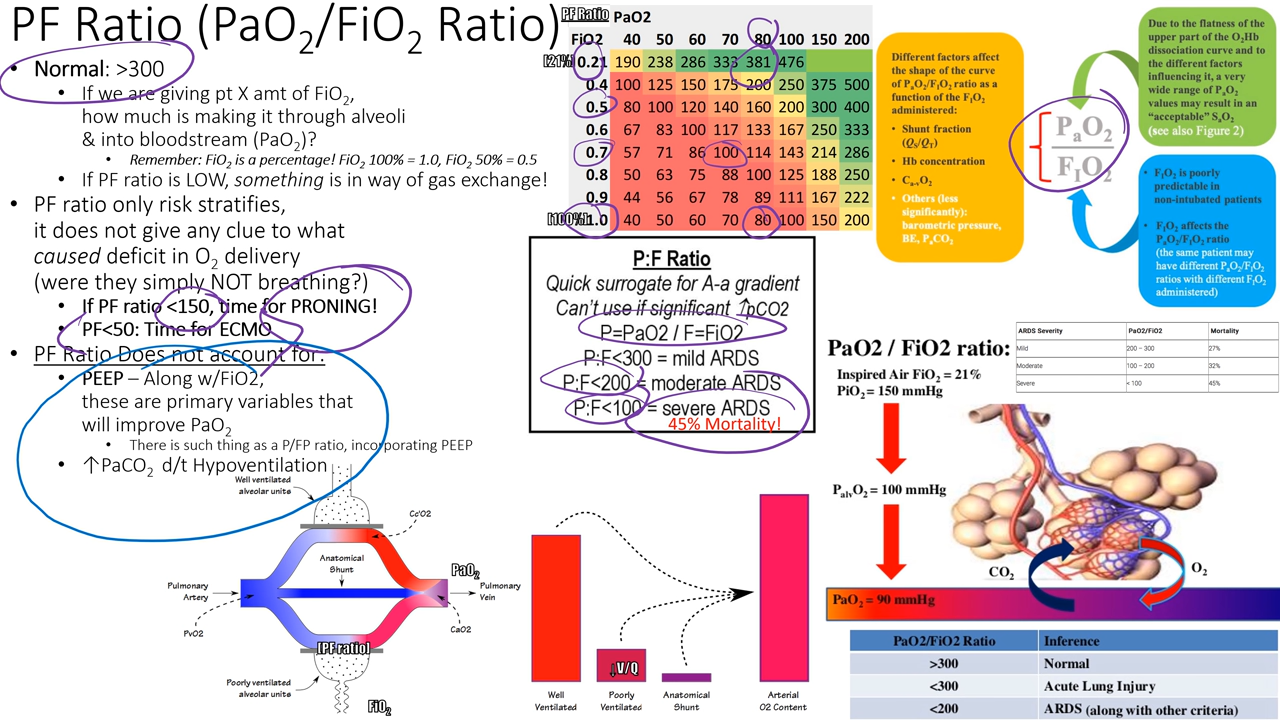 PF Ratio (PaO2/FiO2 Ratio)
• Normal: >300
• If we are giving pt X amt of FiO2,
how much is making it through alveoli
& into bloodstream (PaO2)?
• Remember: FiO2 is a percentage! FiO2 100% = 1.0, FiO2 50% = 0.5
• If PF ratio is LOW, something is in way of gas exchange!
• PF ratio only risk stratifies,
it does not give any clue to what
caused deficit in O2 delivery
(were they simply NOT breathing?)
• If PF ratio <150, time for PRONING!
• PF<50: Time for ECMO
• PF Ratio Does not account for:
• PEEP – Along w/FiO2,
these are primary variables that
will improve PaO2
• There is such thing as a P/FP ratio, incorporating PEEP
• ↑PaCO2 d/t Hypoventilation
PF Ratio PaO2
FiO2 40 50 60 70 80 100 150 200
[21%] 0.21 190 238 286 333 381 476
0.4 100 125 150 175 200 250 375 500
0.5 80 100 120 140 160 200 300 400
0.6 67 83 100 117 133 167 250 333
0.7 57 71 86 100 114 143 214 286
0.8 50 63 75 88 100 125 188 250
0.9 44 56 67 78 89 111 167 222
[100%] 1.0 40 50 60 70 80 100 150 200
P:F Ratio
Quick surrogate for A-a gradient
Can't use if significant ↑pCO2
P=PaO2 / F=FiO2
P:F<300 = mild ARDS
P:F<200 = moderate ARDS
P:F<100 = severe ARDS
45% Mortality!
Different factors affect
the shape of the curve
of PaO2/FIO2 ratio as a
function of the FIO2
administered:
• Shunt fraction
(QS/QT)
• Hb concentration
• Ca-vO2
• Others (less
significantly):
barometric pressure,
BE, PaCO2
PaO2
FIO2
Due to the flatness of the
upper part of the O2Hb
dissociation curve and to
the different factors
influencing it, a very
wide range of PaO2
values may result in an
“acceptable” SaO2
(see also Figure 2)
• FIO2 is poorly
predictable in
non-intubated patients
• FIO2 affects the
PaO2/FIO2 ratio
(the same patient may
have different PaO2/FIO2
ratios with different FIO2
administered)
ARDS Severity PaO2/FiO2 Mortality
Mild 200 – 300 27%
Moderate 100 – 200 32%
Severe < 100 45%
PaO2 / FiO2 ratio:
Inspired Air FiO2 = 21%
PiO2 = 150 mmHg
PalvO2 = 100 mmHg
CO2
O2
PaO2 = 90 mmHg
PaO2/FiO2 Ratio Inference
>300 Normal
<300 Acute Lung Injury
<200 ARDS (along with other criteria)
Well ventilated
alveolar units
Cc'O2
Anatomical
Shunt
PaO2
Pulmonary
Artery
Pulmonary
Vein
PvO2
CaO2
[PF ratio]
Poorly ventilated
alveolar units
FiO2
↓V/Q
Well
Ventilated
Poorly
Ventilated
Anatomical
Shunt
Arterial
O2 Content